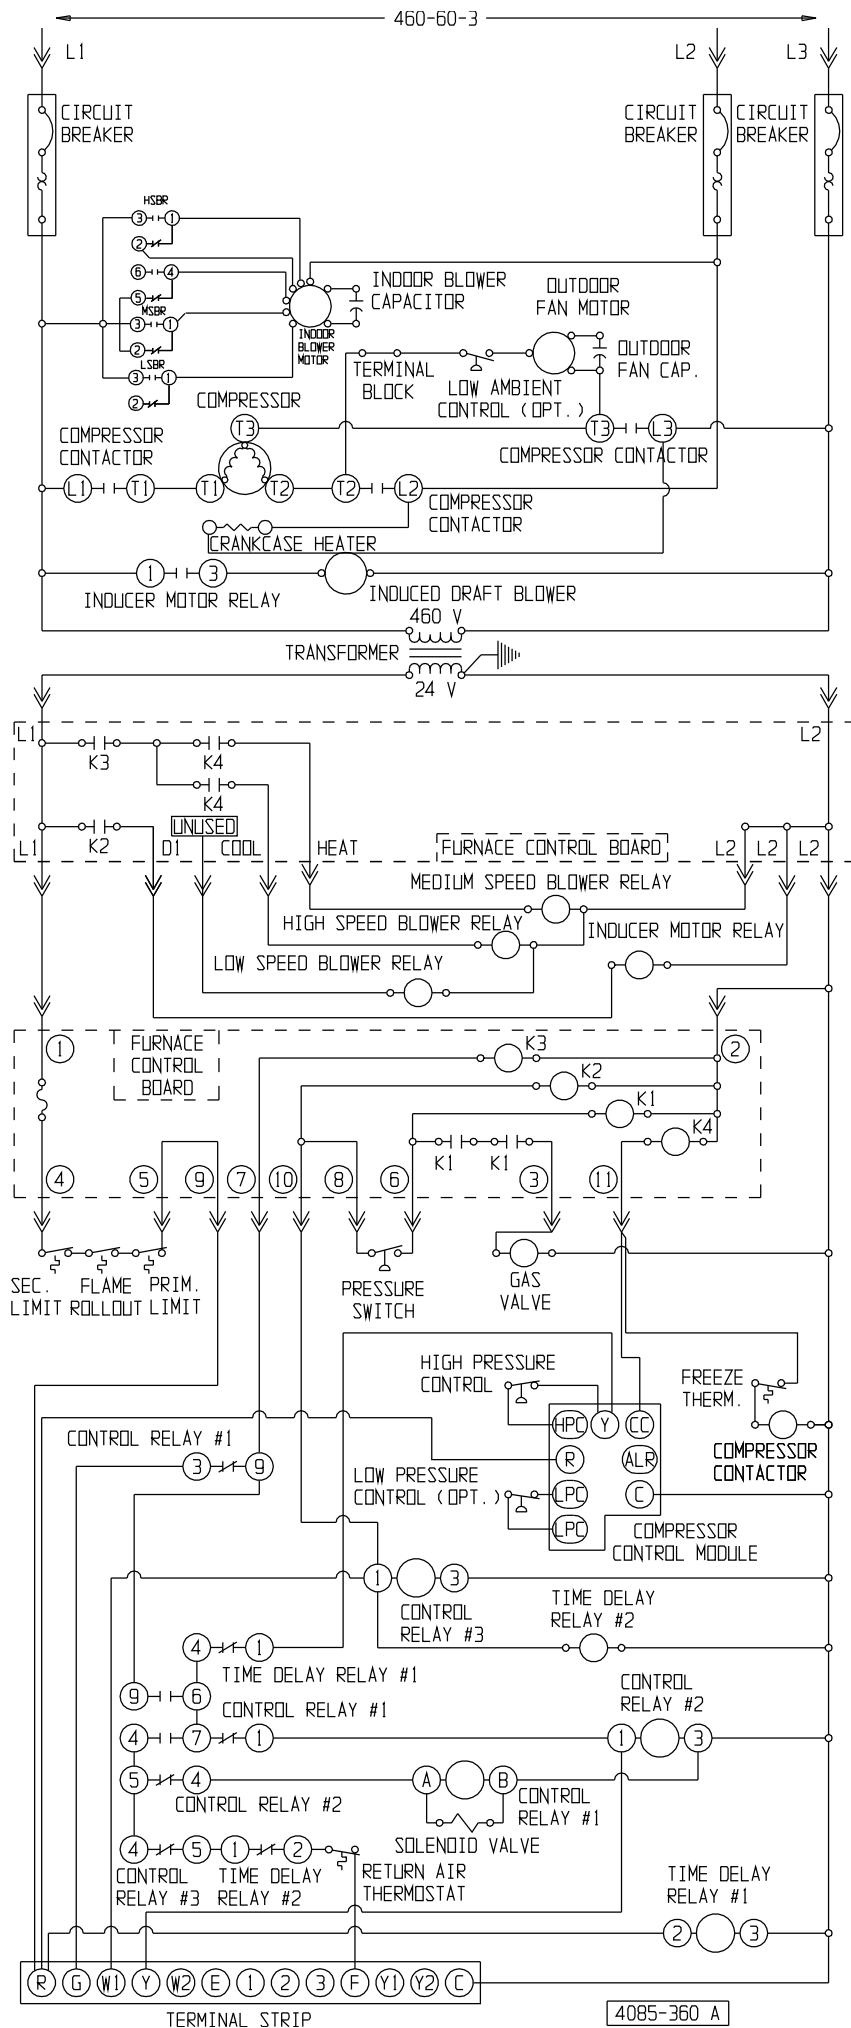 460-60-3
L1
L2
L3
CIRCUIT
BREAKER
CIRCUIT
BREAKER
CIRCUIT
BREAKER
HSBR
3
1
2
6
4
5
MSBR
3
1
2
LSBR
3
1
2
INDOOR
BLOWER
MOTOR
INDOOR BLOWER
CAPACITOR
OUTDOOR
FAN MOTOR
OUTDOOR
FAN CAP.
TERMINAL
BLOCK
LOW AMBIENT
CONTROL (OPT.)
COMPRESSOR
T3
T3
L3
COMPRESSOR
CONTACTOR
COMPRESSOR CONTACTOR
L1
T1
T1
T2
T2
L2
COMPRESSOR
CONTACTOR
CRANKCASE HEATER
1
3
INDUCER MOTOR RELAY
INDUCED DRAFT BLOWER
460 V
TRANSFORMER
24 V
L1
L2
K3
K4
K4
K2
UNUSED
L1
D1
COOL
HEAT
FURNACE CONTROL BOARD
L2
L2
L2
MEDIUM SPEED BLOWER RELAY
HIGH SPEED BLOWER RELAY
INDUCER MOTOR RELAY
LOW SPEED BLOWER RELAY
1
FURNACE
CONTROL
BOARD
2
K3
K2
K1
K4
K1
K1
4
5
9
7
10
8
6
3
11
SEC.
LIMIT
FLAME
ROLLOUT
PRIM.
LIMIT
PRESSURE
SWITCH
GAS
VALVE
HIGH PRESSURE
CONTROL
FREEZE
THERM.
HPC
Y
CC
COMPRESSOR
CONTACTOR
CONTROL RELAY #1
3
9
R
ALR
LOW PRESSURE
CONTROL (OPT.)
LPC
C
LPC
COMPRESSOR
CONTROL MODULE
1
3
CONTROL
RELAY #3
TIME DELAY
RELAY #2
4
1
TIME DELAY RELAY #1
9
6
CONTROL RELAY #1
CONTROL
RELAY #2
4
7
1
1
3
5
4
CONTROL RELAY #2
A
B
CONTROL
RELAY #1
SOLENOID VALVE
4
5
1
2
CONTROL
RELAY #3
TIME DELAY
RELAY #2
RETURN AIR
THERMOSTAT
TIME DELAY
RELAY #1
2
3
R
G
W1
Y
W2
E
1
2
3
F
Y1
Y2
C
TERMINAL STRIP
4085-360 A